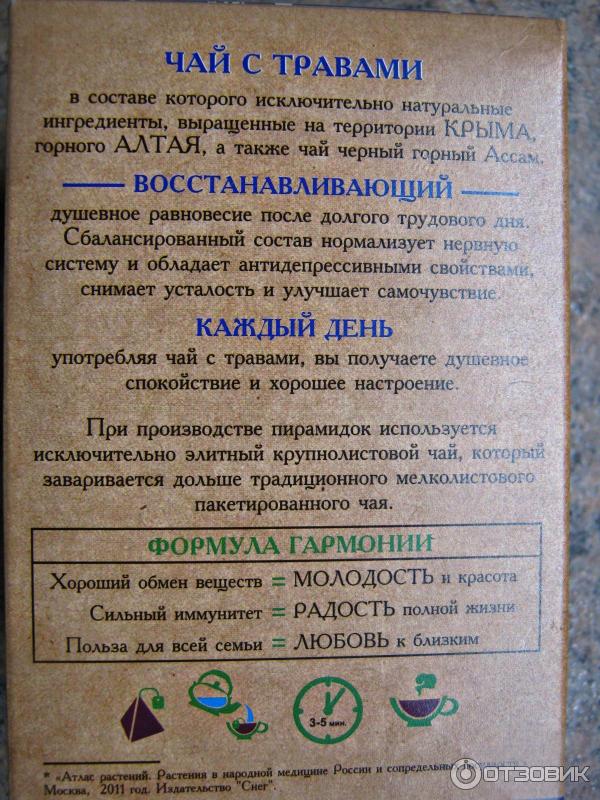 ЧАЙ С ТРАВАМИ
в составе которого исключительно натуральные
ингредиенты, выращенные на территории КРЫМА,
горного АЛТАЯ, а также чай черный горный Ассам.
ВОССТАНАВЛИВАЮЩИЙ
душевное равновесие после долгого трудового дня.
Сбалансированный состав нормализует нервную
систему и обладает антидепрессивными свойствами,
снимает усталость и улучшает самочувствие.
КАЖДЫЙ ДЕНЬ
употребляя чай с травами, вы получаете душевное
спокойствие и хорошее настроение.
При производстве пирамидок используется
исключительно элитный крупнолистовой чай, который
заваривается дольше традиционного мелколистового
пакетированного чая.
ФОРМУЛА ГАРМОНИИ
Хороший обмен веществ = МОЛОДОСТЬ и красота
Сильный иммунитет = РАДОСТЬ полной жизни
Польза для всей семьи = ЛЮБОВЬ к близким
3-5 мин.
* «Атлас растений. Растения в народной медицине России и сопредельных
Москва, 2011 год. Издательство "Снег".
ОТЗОВИК